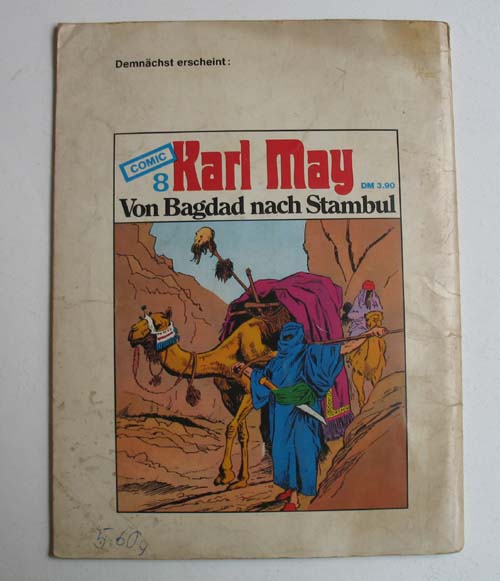 Demnächst erscheint:
COMIC
8 Karl May
DM 3.90
Von Bagdad nach Stambul